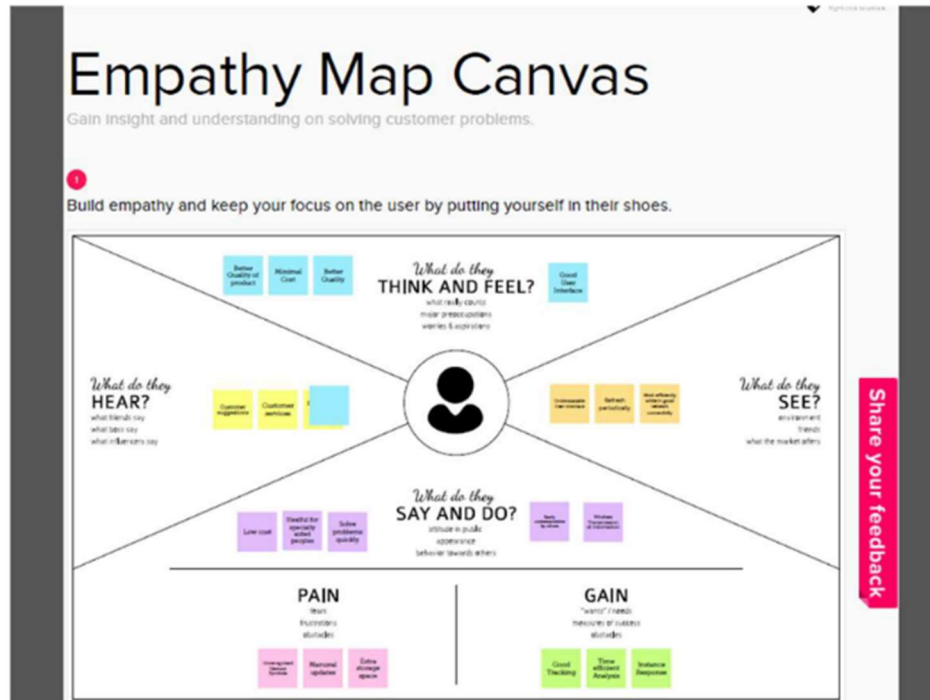 Empathy Map Canvas
Gain insight and understanding on solving customer problems.
1
Build empathy and keep your focus on the user by putting yourself in their shoes.
Better
Quality of
product
Minimal
Cost
Better
Quality
What do they
THINK AND FEEL?
what really counts
major preoccupations
worries & aspirations
Good
User
Interface
What do they
HEAR?
what friends say
what boss say
what influencers say
Customer
suggestions
Customer
services
Refresh
periodically
What do they
SEE?
environment
friends
what the market offers
Low cost
Needful for
specially
abled
peoples
Solve
problems
quickly
What do they
SAY AND DO?
attitude in public
appearance
behavior towards others
Wireless
Transmission
of information
PAIN
fears
frustrations
obstacles
GAIN
"wants" / needs
measures of success
obstacles
Manual
updates
Extra
storage
space
Good
Tracking
Time
efficient
Analysis
Instance
Response
Share your feedback